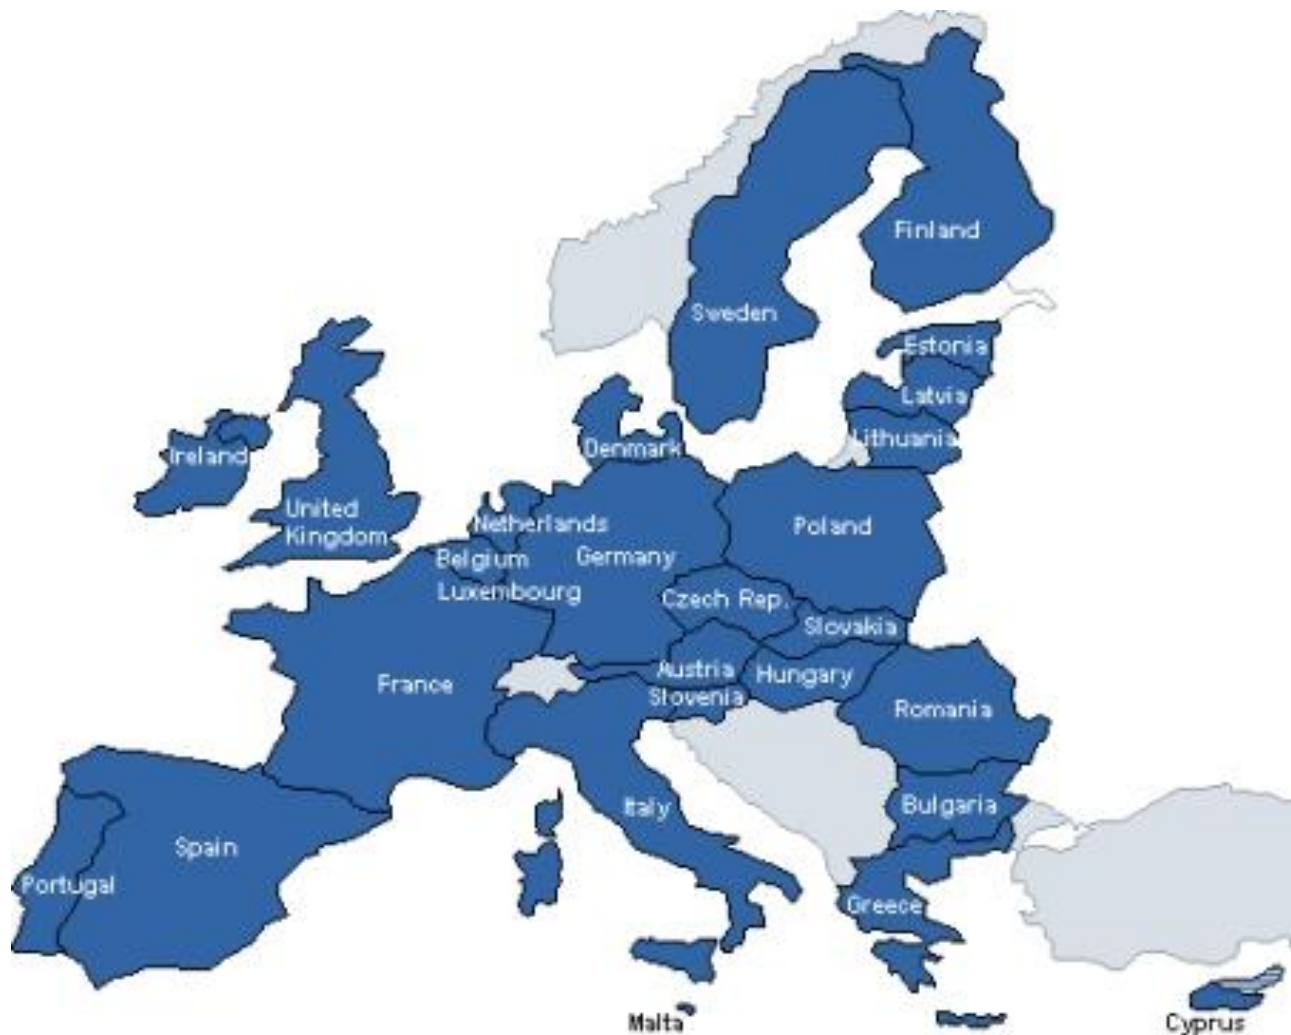 Finland
Sweden
Estonia
Latvia
Lithuania
Denmark
Ireland
United
Kingdom
Netherlands
Poland
Belgium
Germany
Luxembourg
Czech Rep.
Slovakia
Austria
Hungary
France
Slovenia
Romania
Italy
Bulgaria
Spain
Portugal
Greece
Malta
Cyprus